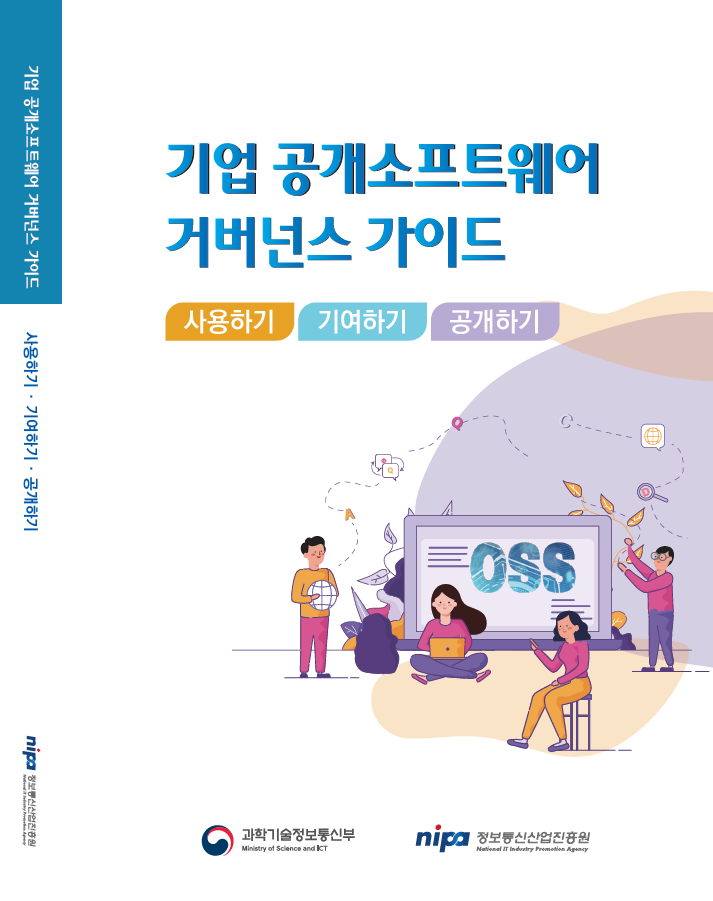 기업 공개소프트웨어 거버넌스 가이드
사용하기 · 기여하기 · 공개하기
nipa 정보통신산업진흥원
National IT Industry Promotion Agency
기업 공개소프트웨어
거버넌스 가이드
사용하기 기여하기 공개하기
Q
C
Q
D
A
OSS
과학기술정보통신부
Ministry of Science and ICT
nipa 정보통신산업진흥원
National IT Industry Promotion Agency